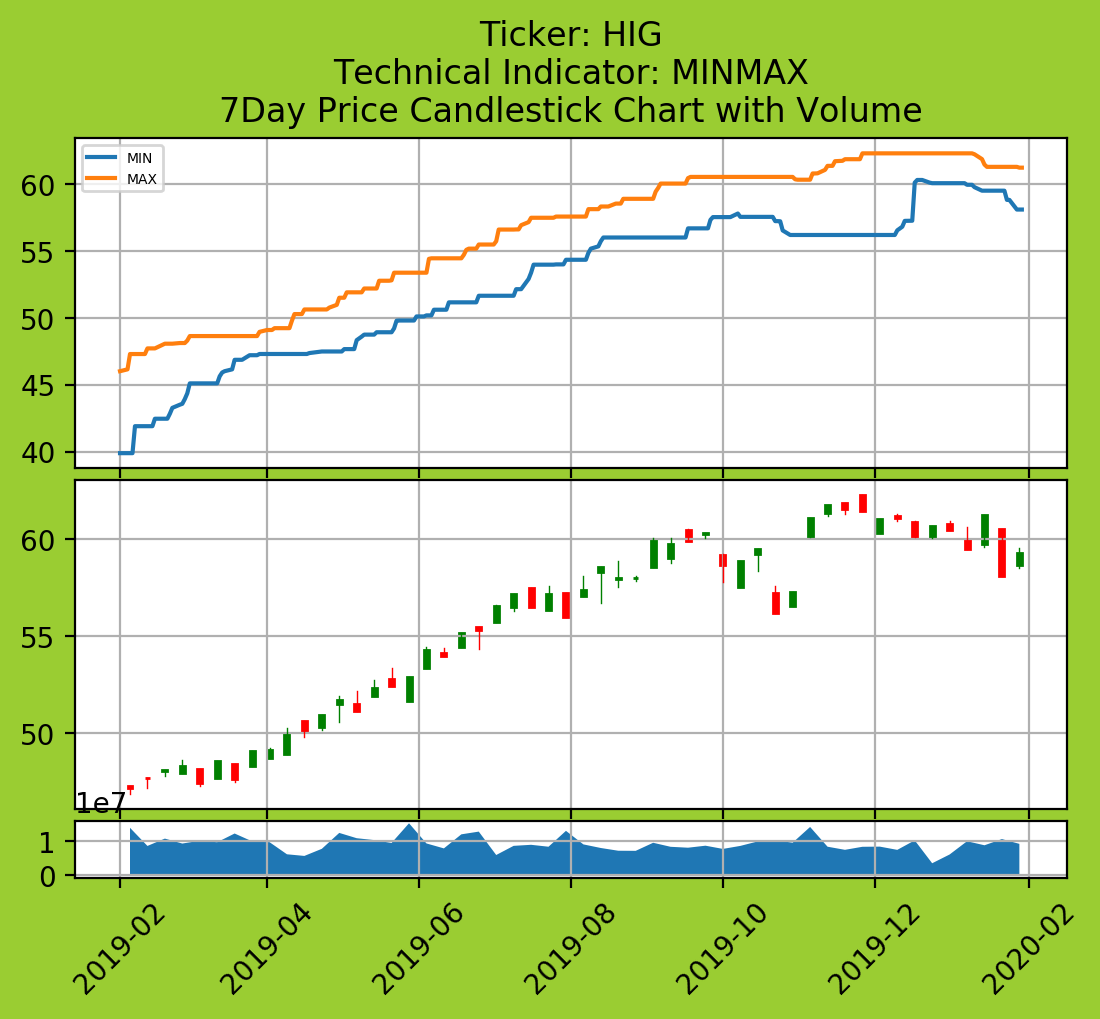 Ticker: HIG
Technical Indicator: MINMAX
7Day Price Candlestick Chart with Volume
MIN
MAX
60
55
50
45
40
60
55
50
1e7
1
0
2019-02
2019-04
2019-06
2019-08
2019-10
2019-12
2020-02